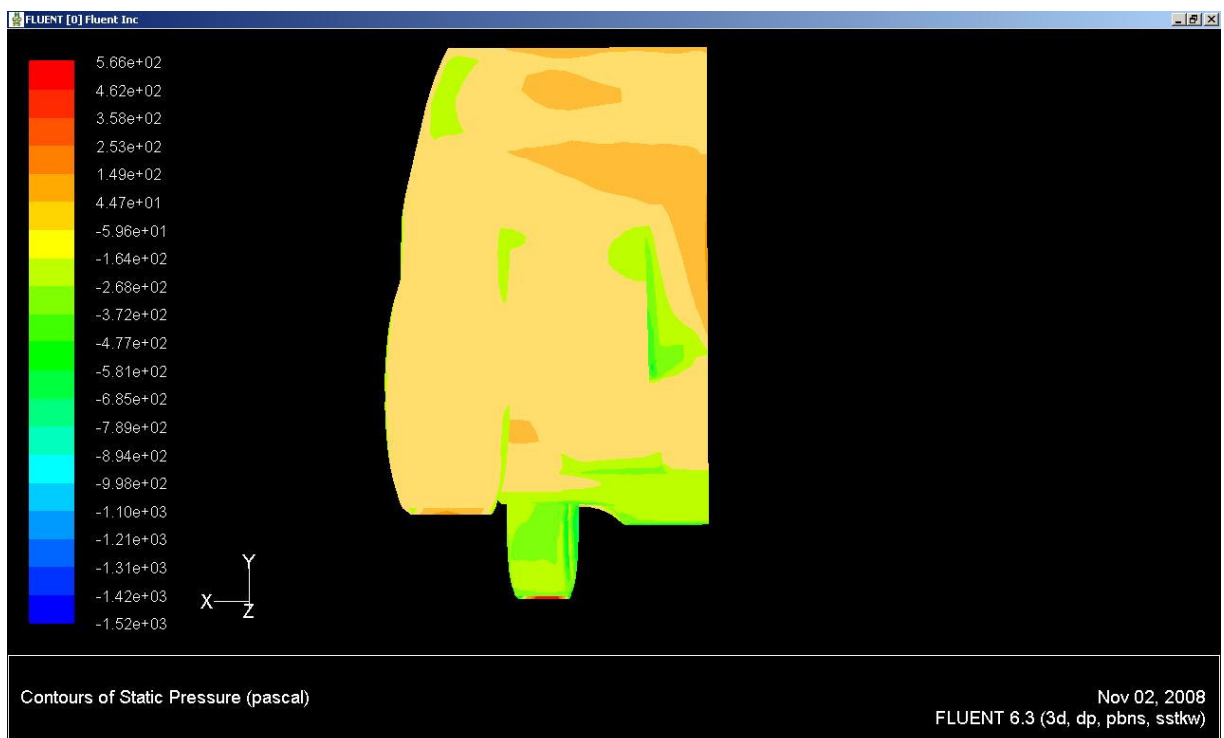 FLUENT [0] Fluent Inc
5.66e+02
4.62e+02
3.58e+02
2.53e+02
1.49e+02
4.47e+01
-5.96e+01
-1.64e+02
-2.68e+02
-3.72e+02
-4.77e+02
-5.81e+02
-6.85e+02
-7.89e+02
-8.94e+02
-9.98e+02
-1.10e+03
-1.21e+03
-1.31e+03
-1.42e+03
-1.52e+03
Y
X
Z
Contours of Static Pressure (pascal)
Nov 02, 2008
FLUENT 6.3 (3d, dp, pbns, sstkw)